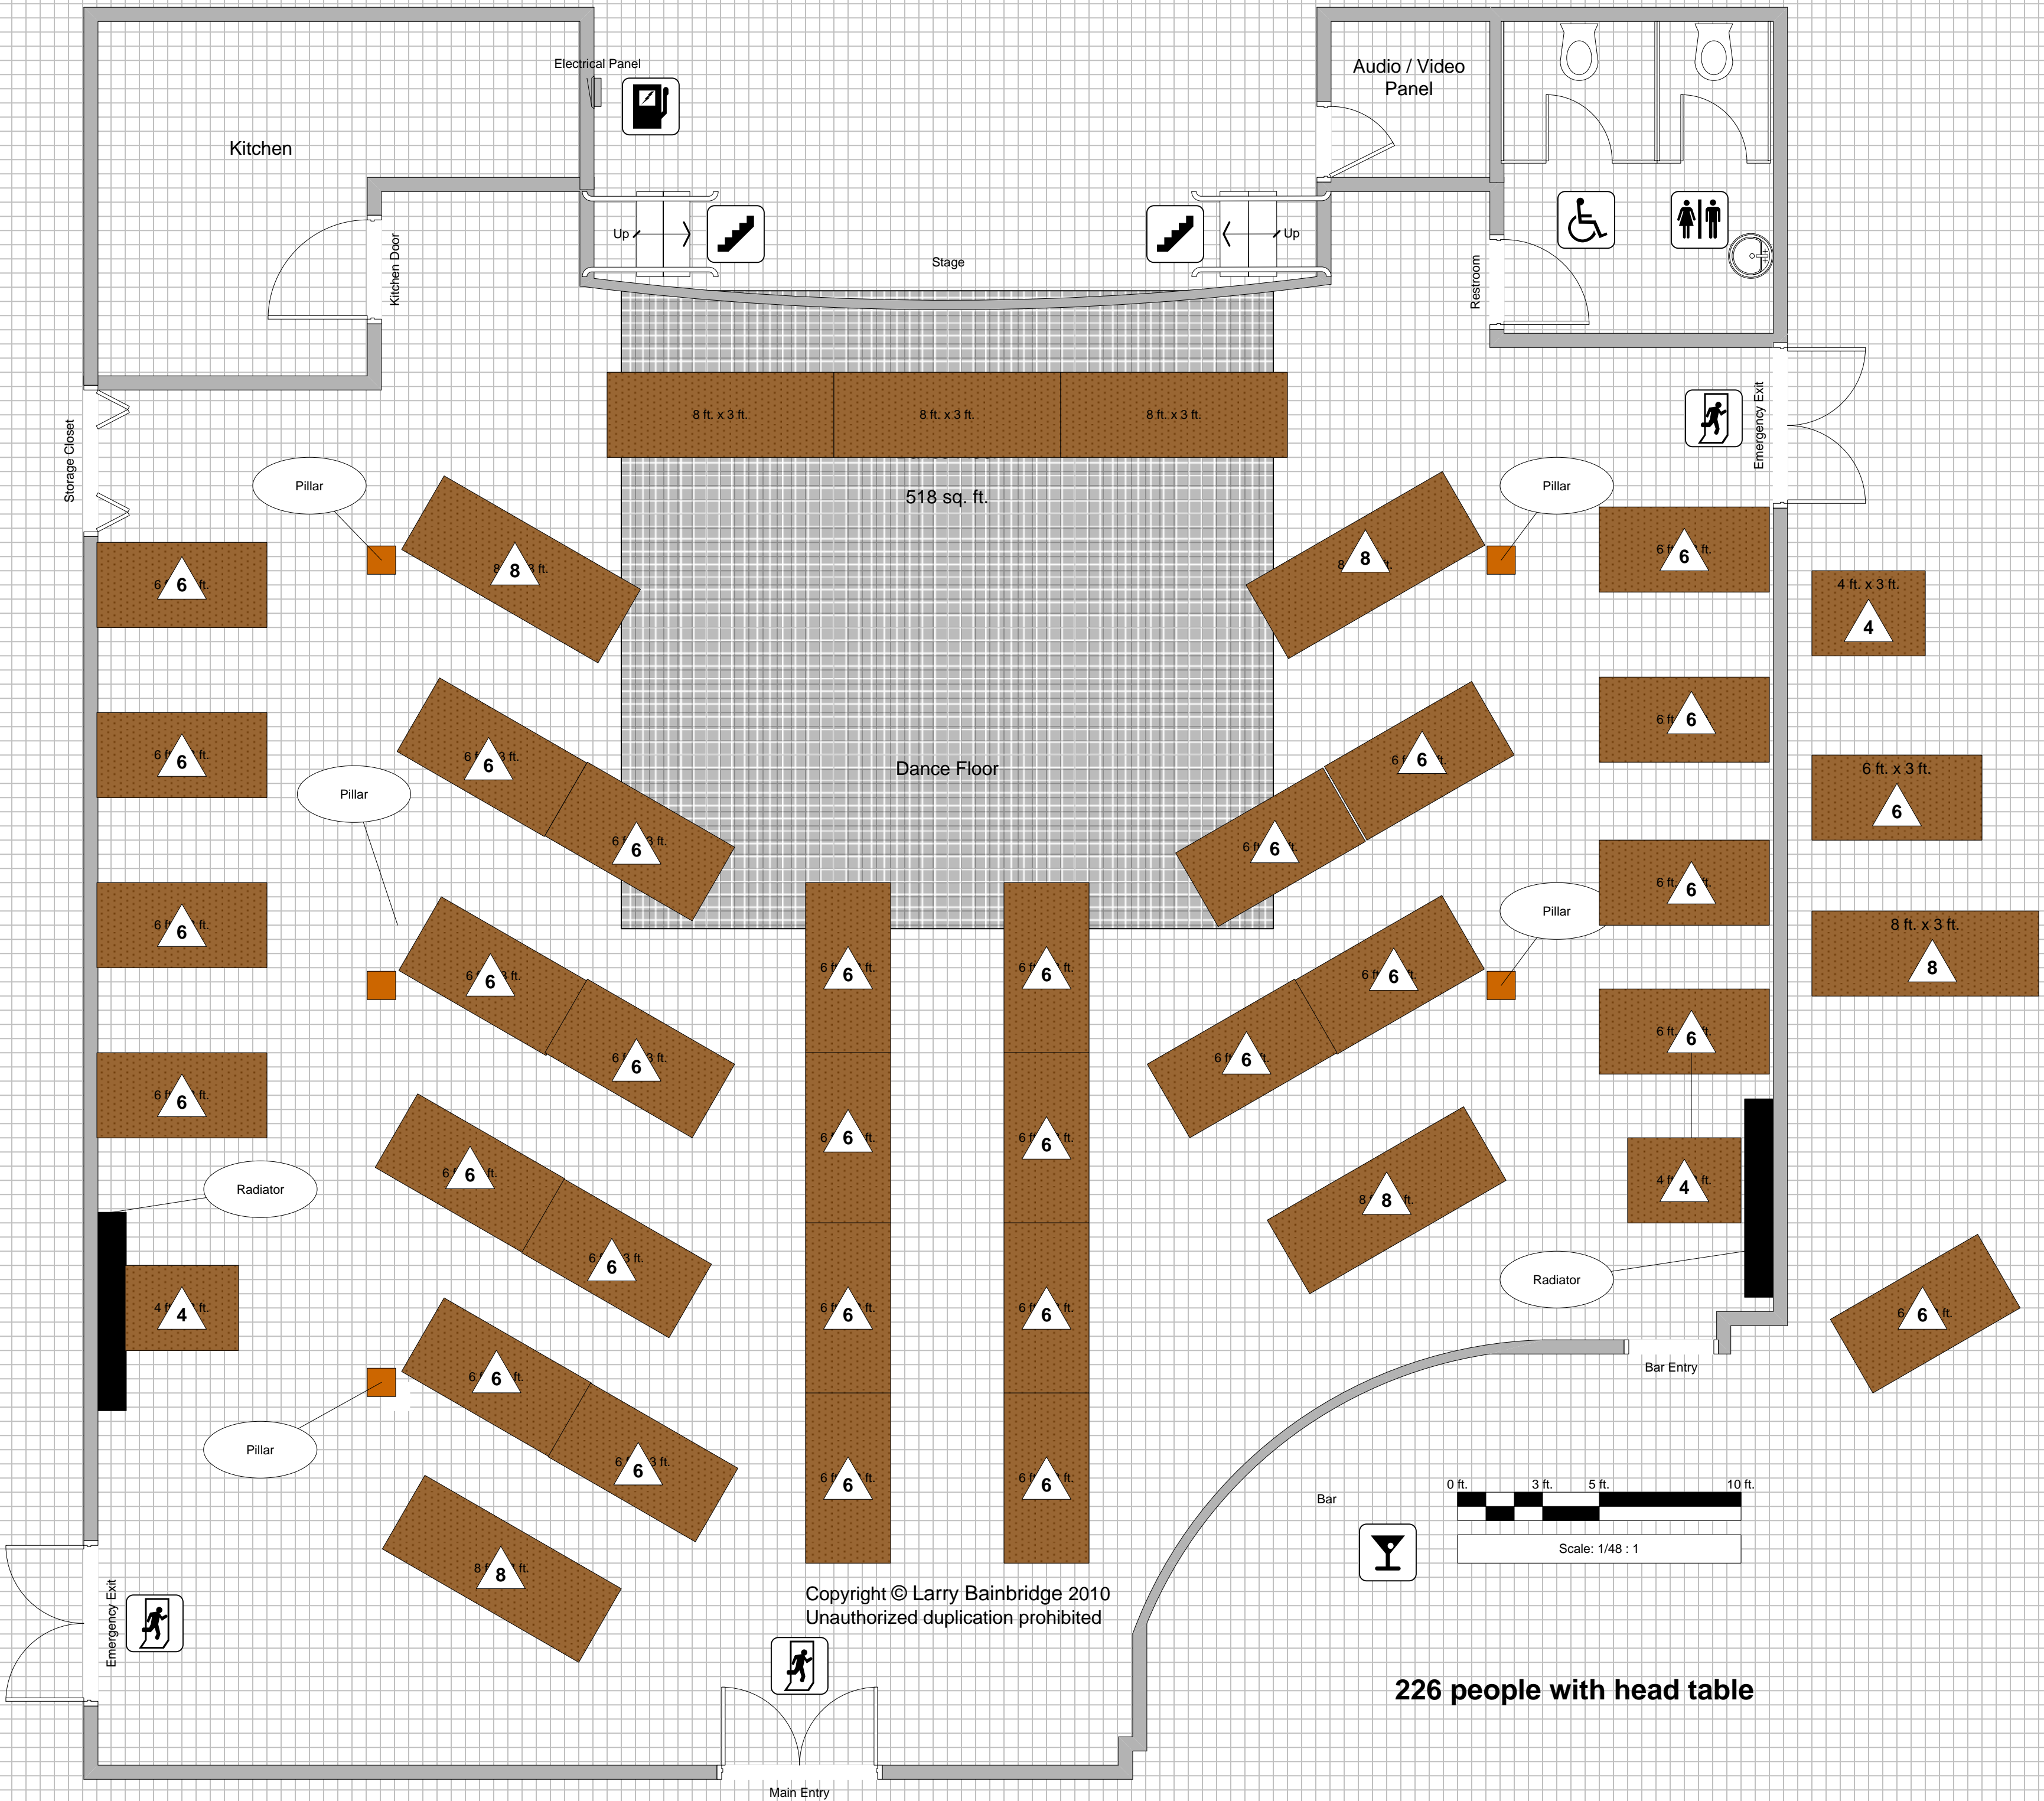 Electrical Panel
Audio / Video
Panel
Kitchen
Kitchen Door
Up
Up
Stage
Restroom
Storage Closet
Emergency Exit
8 ft. x 3 ft.
8 ft. x 3 ft.
8 ft. x 3 ft.
518 sq. ft.
Pillar
Pillar
8
8
6
6
4 ft. x 3 ft.
4
6
6
6
6
6
6
6 ft. x 3 ft.
6
Dance Floor
Pillar
6
6
6
6
Pillar
8 ft. x 3 ft.
8
6
6
6
6
6
6
6
6
6
6
6
6
4
Radiator
8
6
Radiator
4
6
6
6
6
Bar Entry
6
6
6
6
Pillar
8
Bar
0 ft.
3 ft.
5 ft.
10 ft.
Scale: 1/48 : 1
Copyright © Larry Bainbridge 2010
Unauthorized duplication prohibited
Emergency Exit
226 people with head table
Main Entry